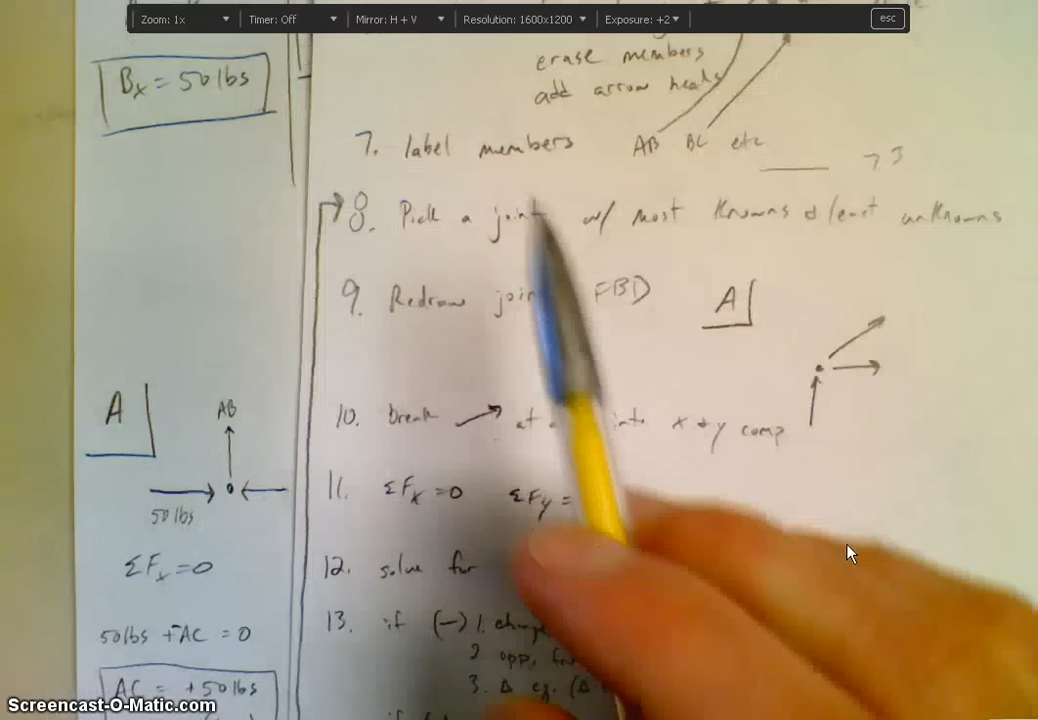 Zoom: 1x Timer: Off Mirror: H + V Resolution: 1600x1200 Exposure: +2 esc
Bx = 50 lbs
erase members
add arrow heads
7. label members AB BC etc
8. Pick a joint w/ most knowns & least unknowns
9. Redraw join FBD A
10. Break at into x & y comp
A
AB
50 lbs
11. ΣFx = 0 ΣFy =
ΣFx = 0
12. solve for
13. if (-) 1. chang
2. opp.
3. Δ eq. (Δ
50 lbs + -AC = 0
AC = +50 lbs
Screencast-O-Matic.com